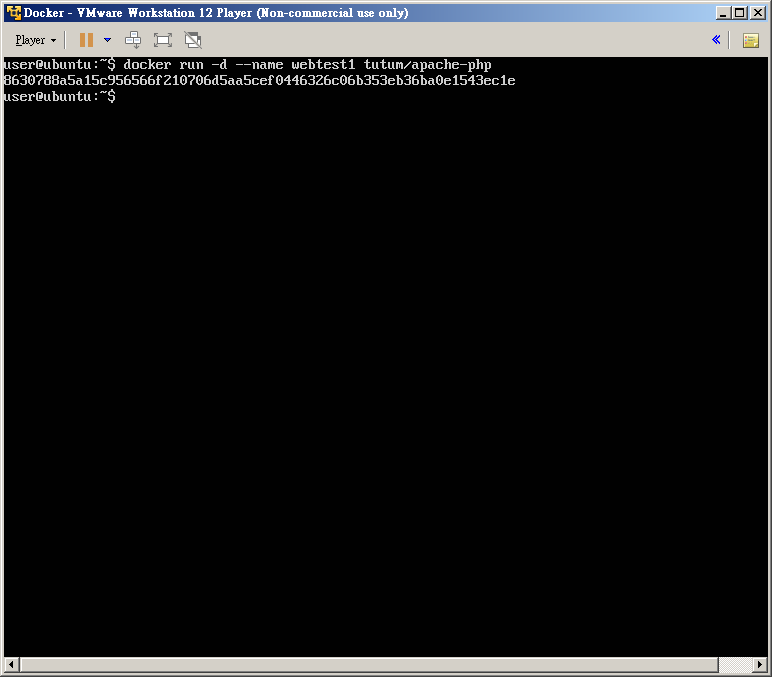 Docker - VMware Workstation 12 Player (Non-commercial use only)
Player
user@ubuntu:~$ docker run -d --name webtest1 tutum/apache-php
8630788a5a15c956566f210706d5aa5cef0446326c06b353eb36ba0e1543ec1e
user@ubuntu:~$